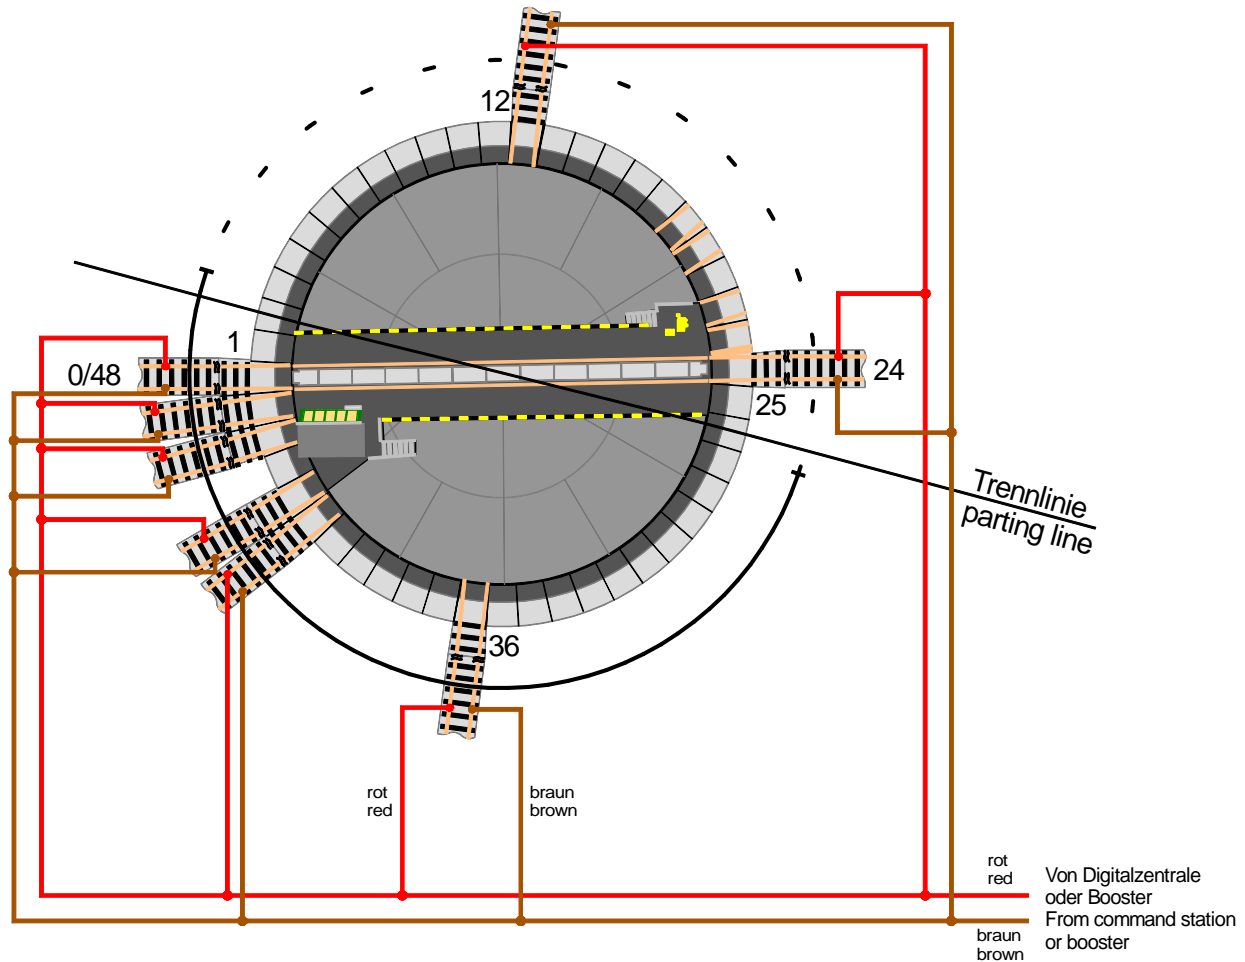 12
1
0/48
24
25
Trennlinie
parting line
36
rot
red
braun
brown
rot
red
Von Digitalzentrale
oder Booster
From command station
or booster
braun
brown